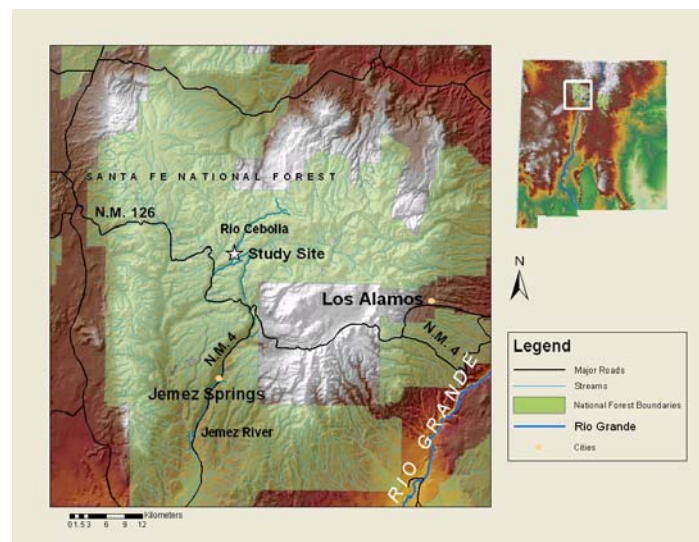 SANTA FE NATIONAL FOREST
N.M. 126
Rio Cebolla
Study Site
Los Alamos
N.M. 4
N.M. 4
Jemez Springs
Jemez River
RIO GRANDE
N
Legend
Major Roads
Streams
National Forest Boundaries
Rio Grande
Cities
Kilometers
0 1.5 3 6 9 12